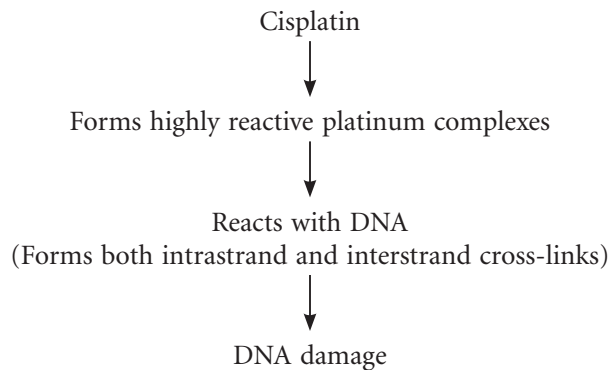 Cisplatin
Forms highly reactive platinum complexes
Reacts with DNA
(Forms both intrastrand and interstrand cross-links)
DNA damage